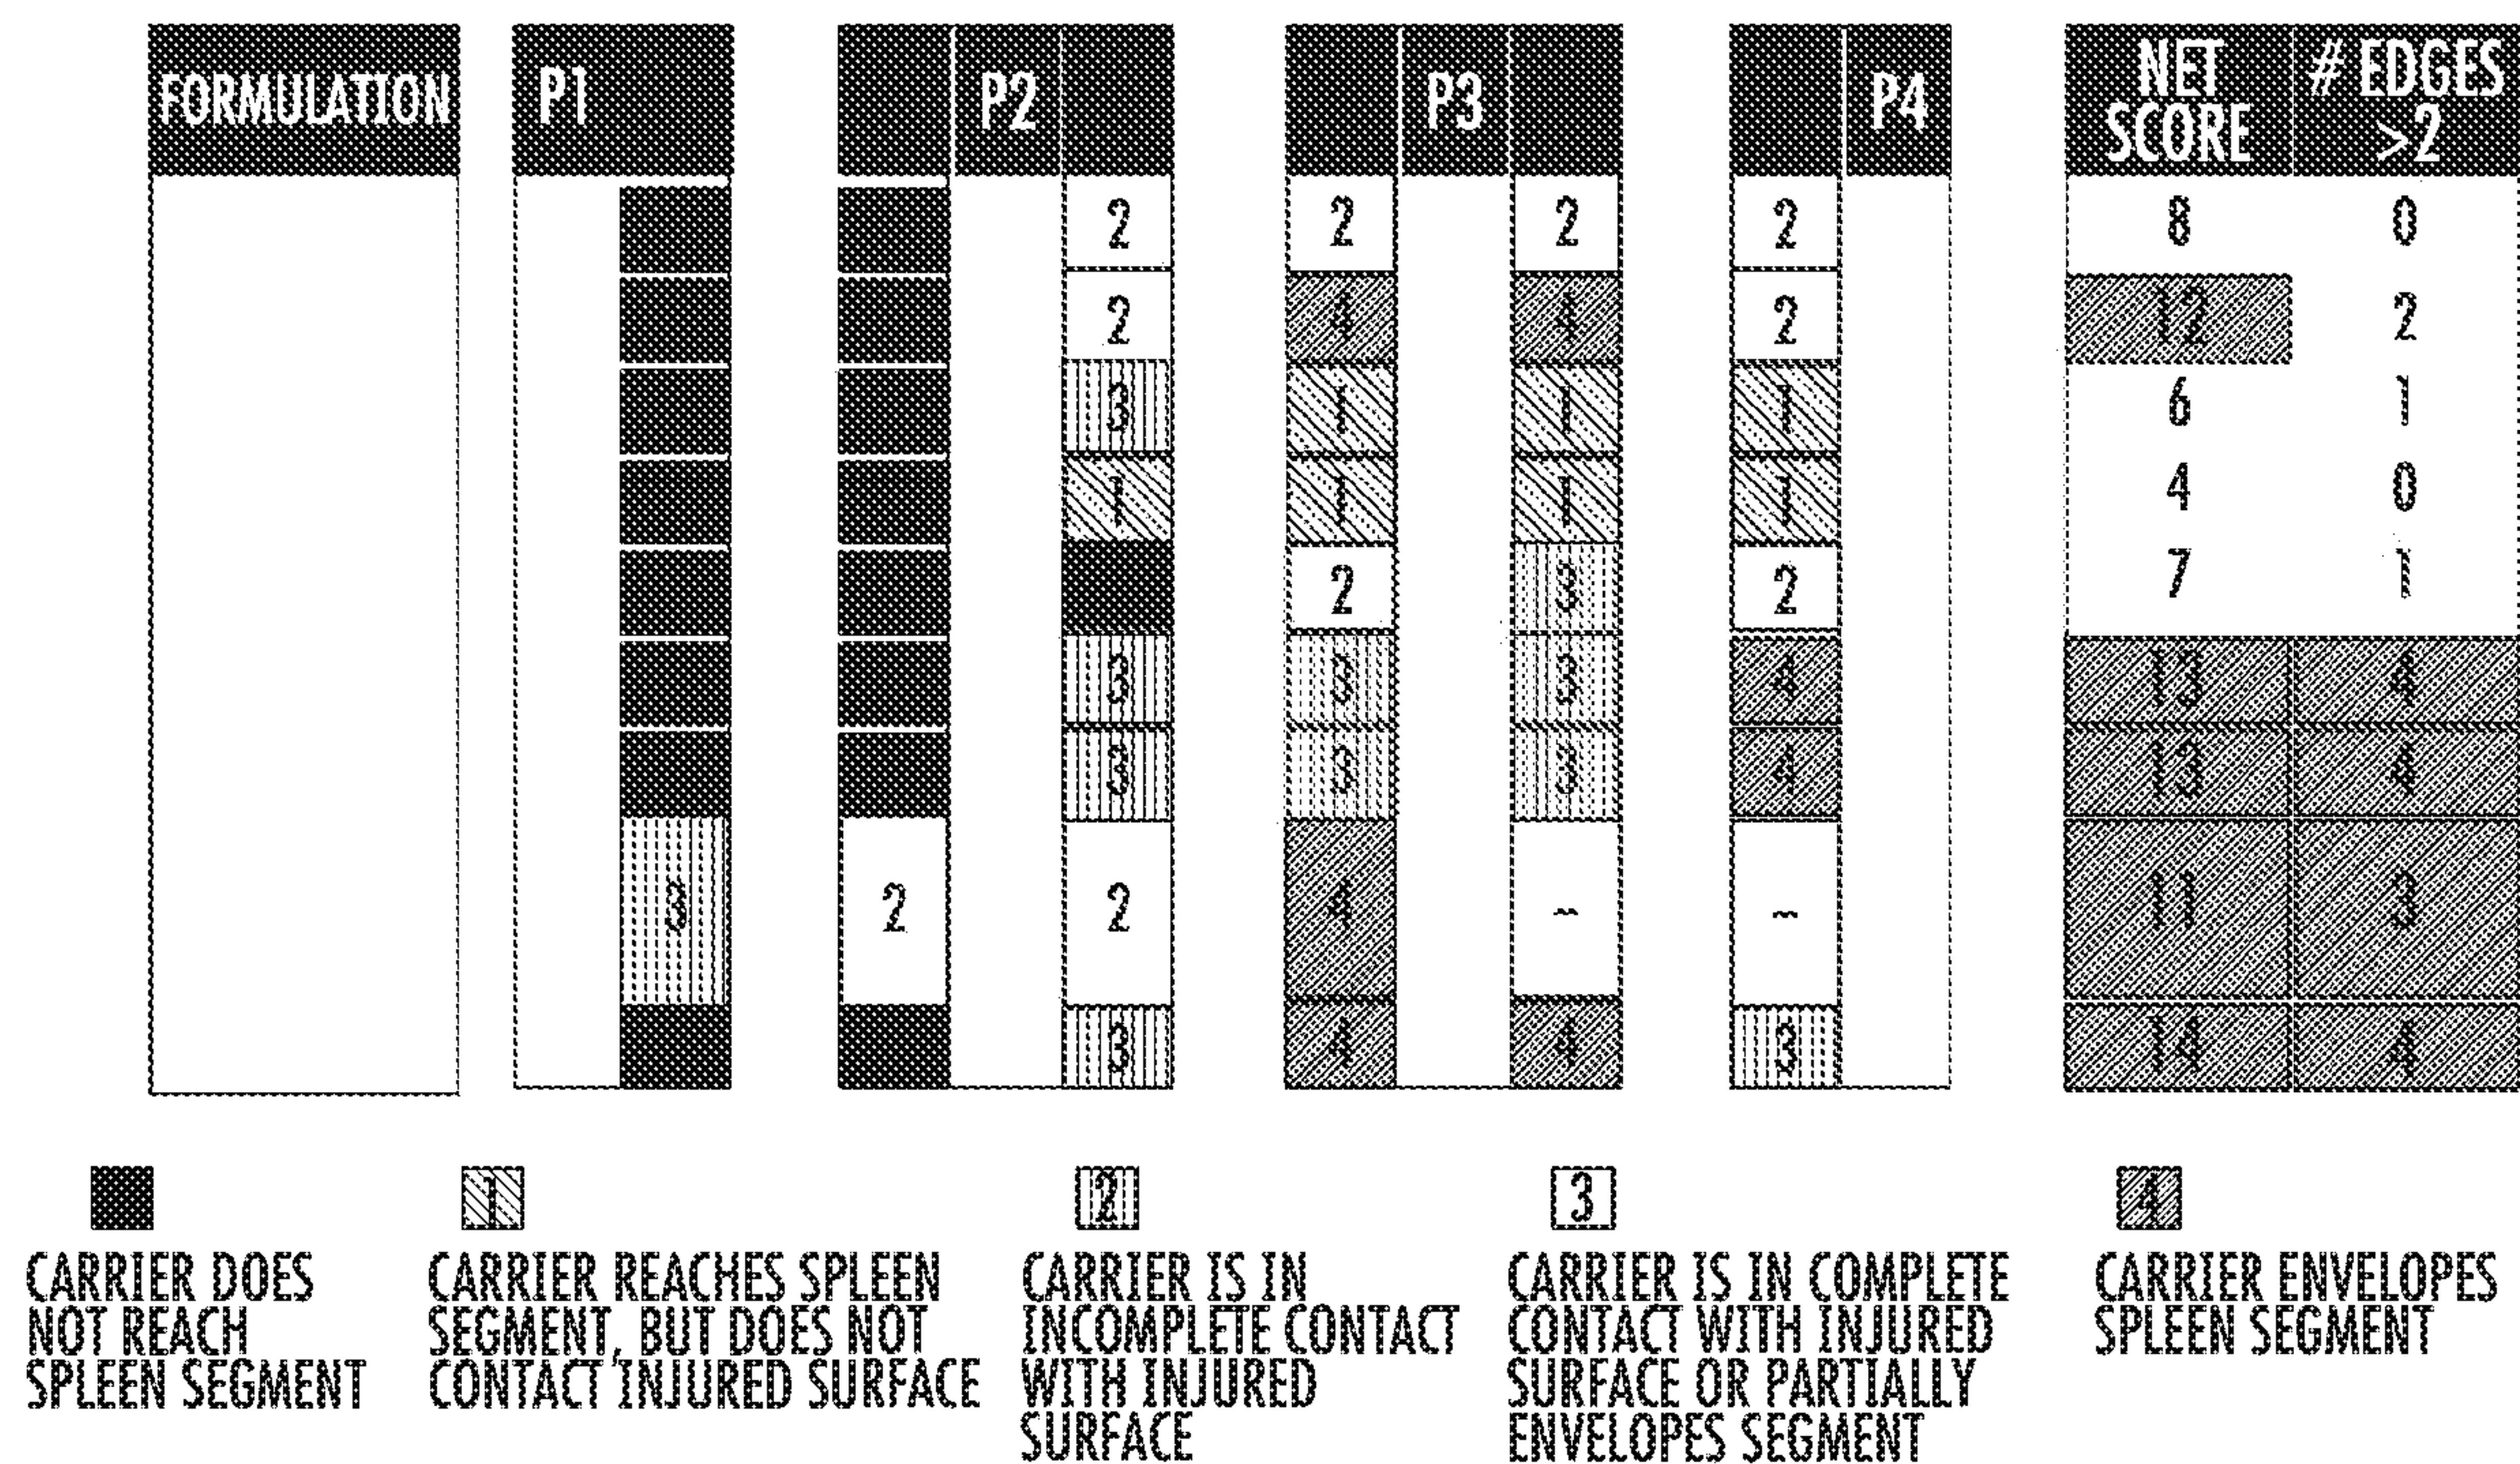 FORMULATION P1 P2 P3 P4 NET SCORE # EDGES >2
2 2 2 2 8 0
2 4 4 2 12 2
3 1 1 1 6 1
1 1 1 1 4 0
2 3 2 7 1
3 3 3 4 13 4
3 3 3 4 13 4
3 2 2 4 – – 11 3
3 4 4 3 14 4
1 2 3 4
CARRIER DOES
NOT REACH
SPLEEN SEGMENT
CARRIER REACHES SPLEEN
SEGMENT, BUT DOES NOT
CONTACT INJURED SURFACE
CARRIER IS IN
INCOMPLETE CONTACT
WITH INJURED
SURFACE
CARRIER IS IN COMPLETE
CONTACT WITH INJURED
SURFACE OR PARTIALLY
ENVELOPES SEGMENT
CARRIER ENVELOPES
SPLEEN SEGMENT